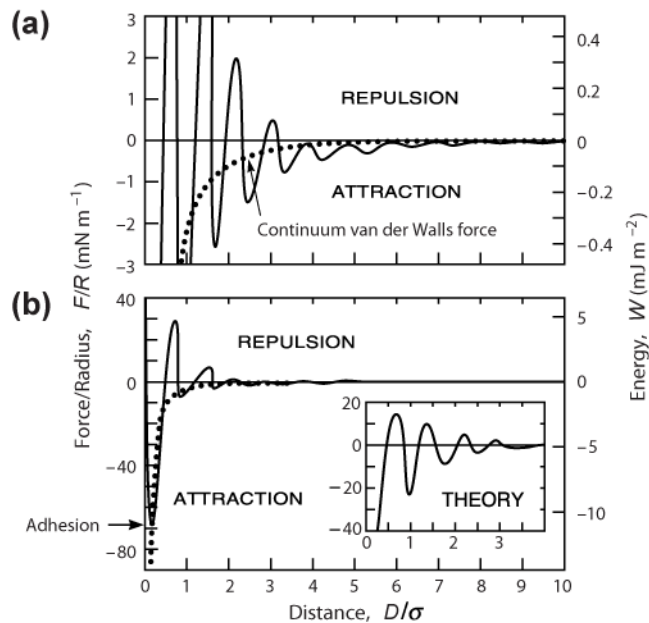 (a)
3
2
1
0
−1
−2
−3
0.4
0.2
0
−0.2
−0.4
REPULSION
ATTRACTION
Continuum van der Walls force
Force/Radius, F/R (mN m⁻¹)
Energy, W (mJ m⁻²)
(b)
40
0
−40
−80
5
0
−5
−10
REPULSION
ATTRACTION
Adhesion
20
10
0
−10
−20
−40
THEORY
0 1 2 3
0 1 2 3 4 5 6 7 8 9 10
Distance, D/σ